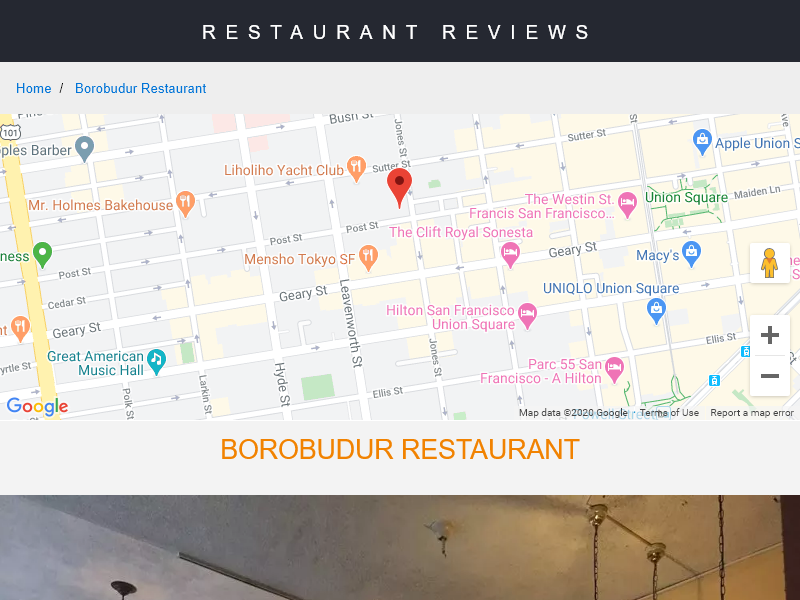 RESTAURANT REVIEWS
Home / Borobudur Restaurant
Bush St
101
ples Barber
Jones St
Sutter St
Apple Union S
Liholiho Yacht Club
Sutter St
Mr. Holmes Bakehouse
The Westin St.
Francis San Francisco...
Union Square
Maiden Ln
Post St
The Clift Royal Sonesta
Post St
ness
Mensho Tokyo SF
Geary St
Macy's
Post St
UNIQLO Union Square
Cedar St
Geary St
Leavenworth St
Hilton San Francisco
Union Square
Geary St
Ellis St
Great American
Music Hall
Jones St
Hyde St
Parc 55 San
Francisco - A Hilton
Myrtle St
Larkin St
Polk St
Ellis St
Google
Map data ©2020 Google
Terms of Use
Report a map error
BOROBUDUR RESTAURANT